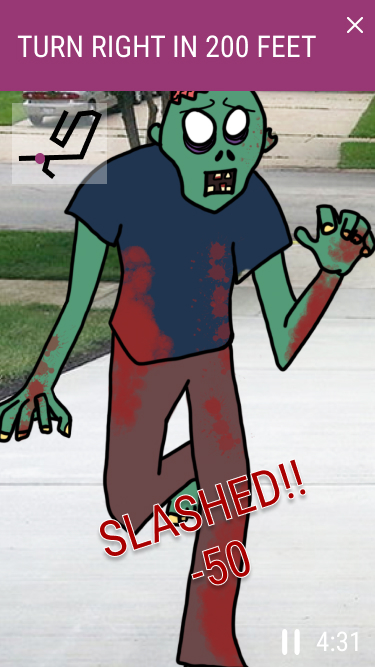 TURN RIGHT IN 200 FEET
SLASHED!!
-50
4:31